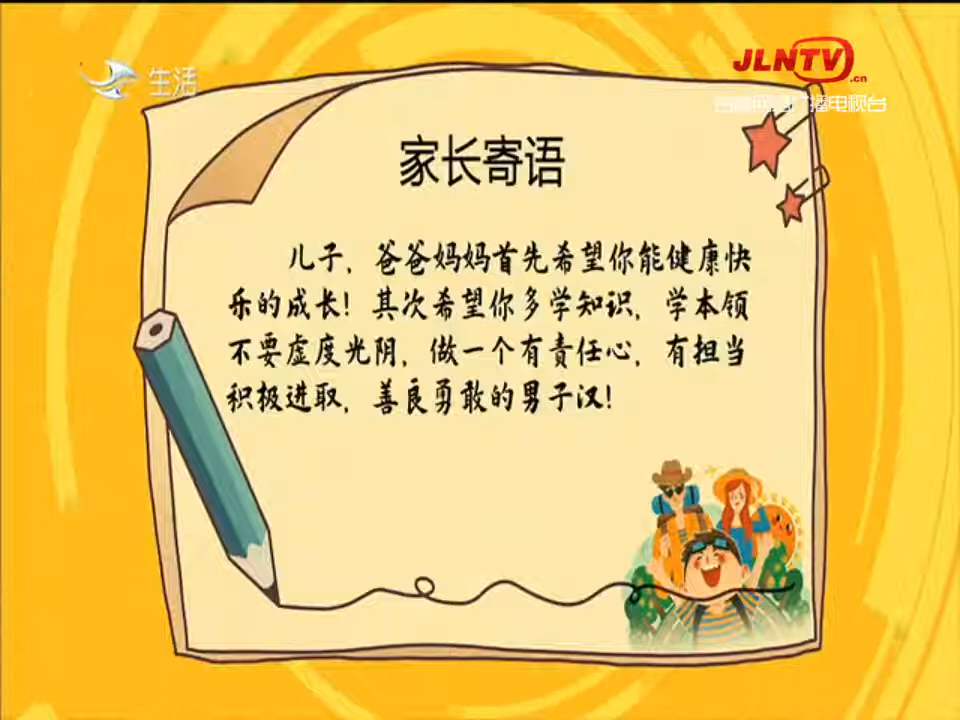 生活
JLNTV
.cn
家长寄语
儿子，爸爸妈妈首先希望你能健康快
乐的成长！其次希望你多学知识，学本领
不要虚度光阴，做一个有责任心，有担当
积极进取，善良勇敢的男子汉！